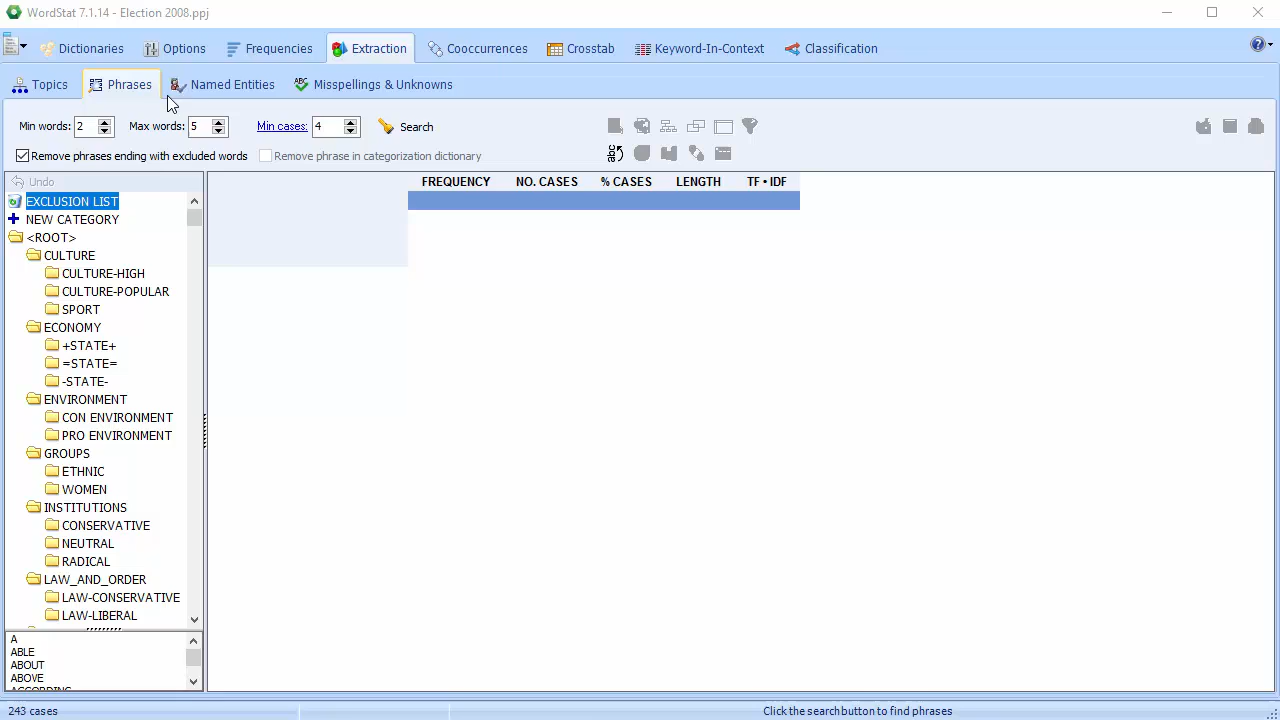 WordStat 7.1.14 - Election 2008.ppj
Dictionaries Options Frequencies Extraction Cooccurrences Crosstab Keyword-In-Context Classification
Topics Phrases Named Entities Misspellings & Unknowns
Min words: 2 Max words: 5 Min cases: 4 Search
Remove phrases ending with excluded words Remove phrase in categorization dictionary
Undo
FREQUENCY NO. CASES % CASES LENGTH TF • IDF
EXCLUSION LIST
NEW CATEGORY
<ROOT>
CULTURE
CULTURE-HIGH
CULTURE-POPULAR
SPORT
ECONOMY
+STATE+
=STATE=
-STATE-
ENVIRONMENT
CON ENVIRONMENT
PRO ENVIRONMENT
GROUPS
ETHNIC
WOMEN
INSTITUTIONS
CONSERVATIVE
NEUTRAL
RADICAL
LAW_AND_ORDER
LAW-CONSERVATIVE
LAW-LIBERAL
A
ABLE
ABOUT
ABOVE
ACCORDING
243 cases Click the search button to find phrases